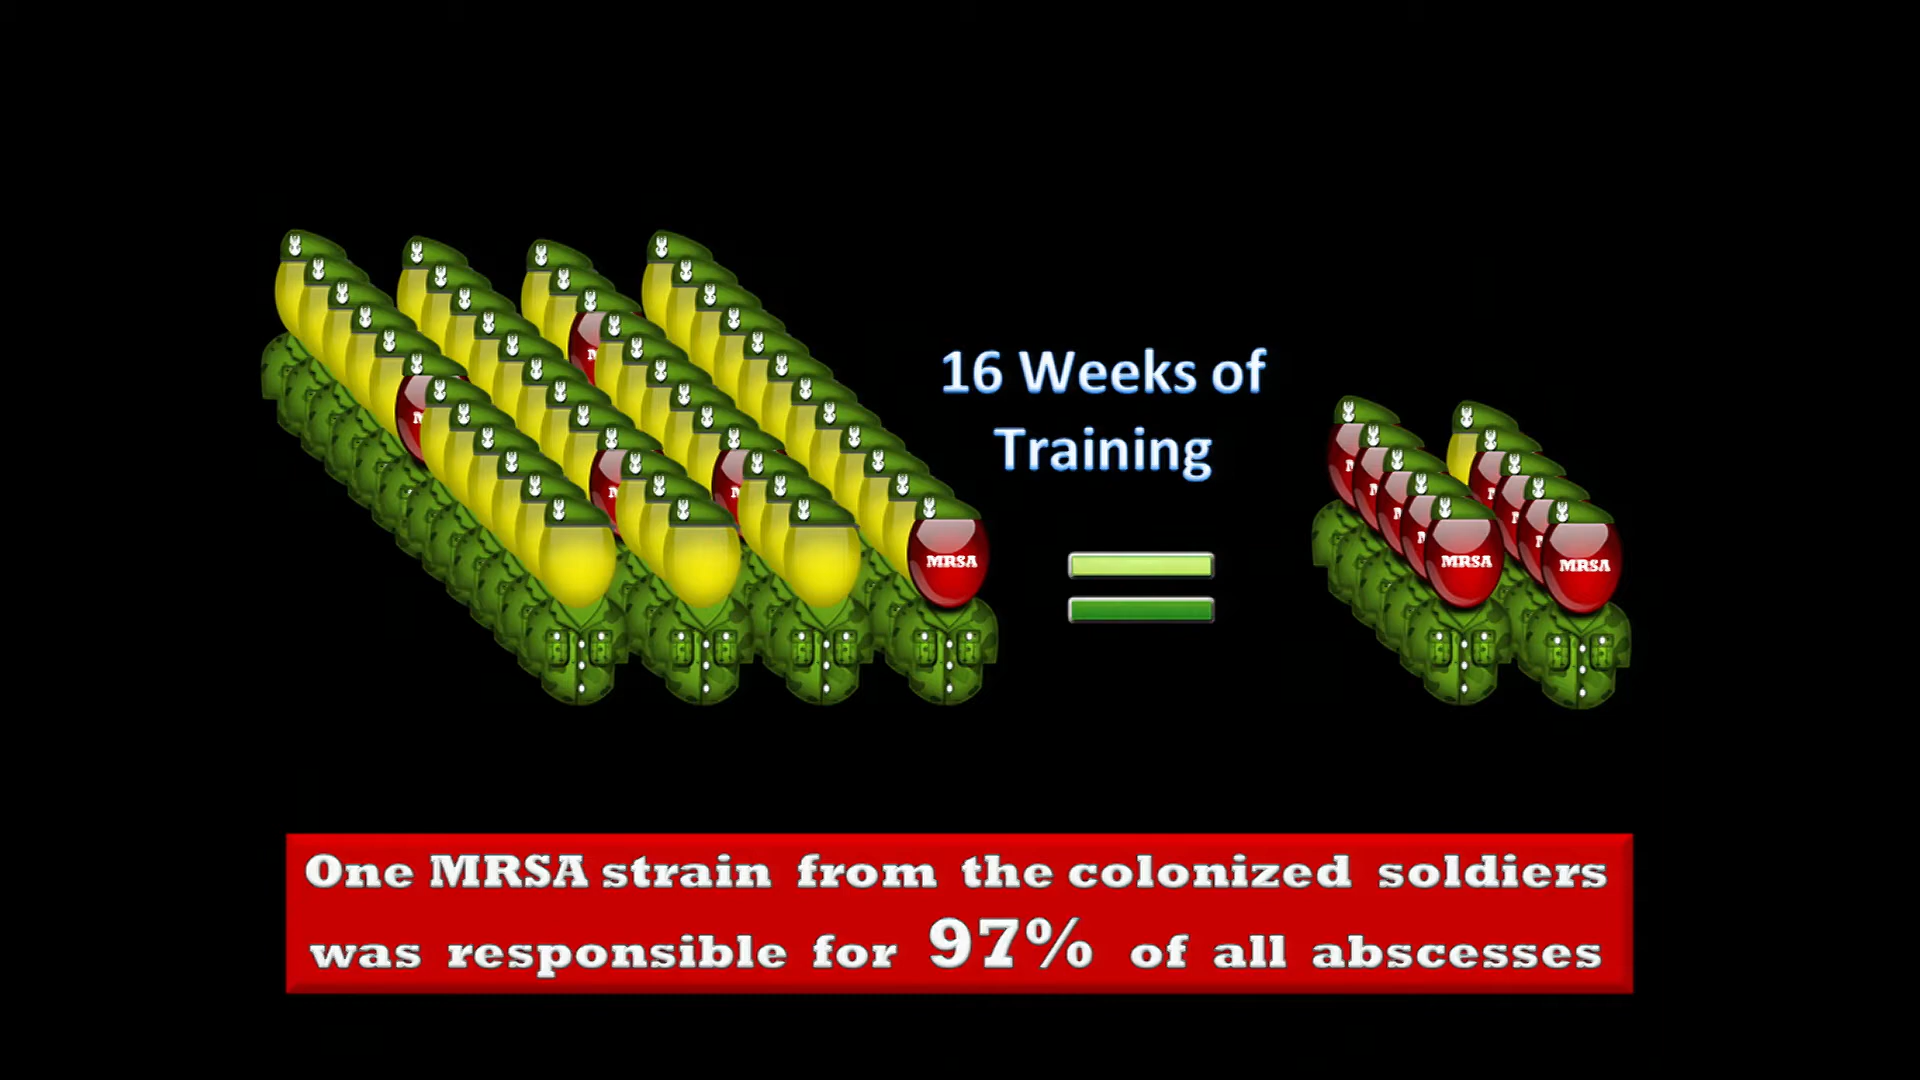 16 Weeks of
Training
MRSA
MRSA
MRSA
One MRSA strain from the colonized soldiers
was responsible for 97% of all abscesses